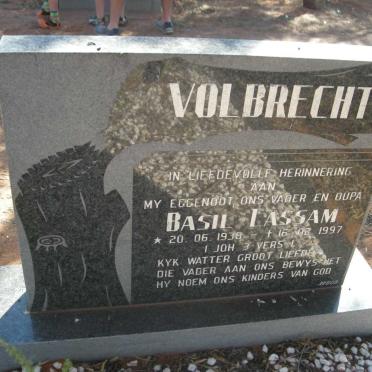 VOLBRECHT
IN LIEFDEVOLLE HERINNERING
AAN
MY EGGENOOT, ONS VADER EN OUPA
BASIL TASSAM
★ 20. 06. 1938 † 16. 02. 1997
1 JOH 3 VERS 1
KYK WATTER GROOT LIEFDE
DIE VADER AAN ONS BEWYS HET
HY NOEM ONS KINDERS VAN GOD